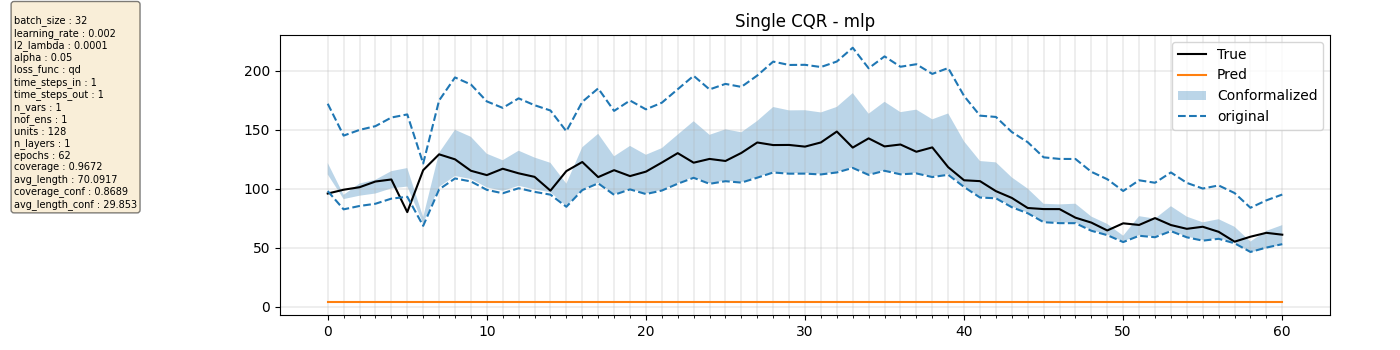 batch_size : 32
learning_rate : 0.002
l2_lambda : 0.0001
alpha : 0.05
loss_func : qd
time_steps_in : 1
time_steps_out : 1
n_vars : 1
nof_ens : 1
units : 128
n_layers : 1
epochs : 62
coverage : 0.9672
avg_length : 70.0917
coverage_conf : 0.8689
avg_length_conf : 29.853
Single CQR - mlp
True
Pred
Conformalized
original
200
150
100
50
0
0 10 20 30 40 50 60